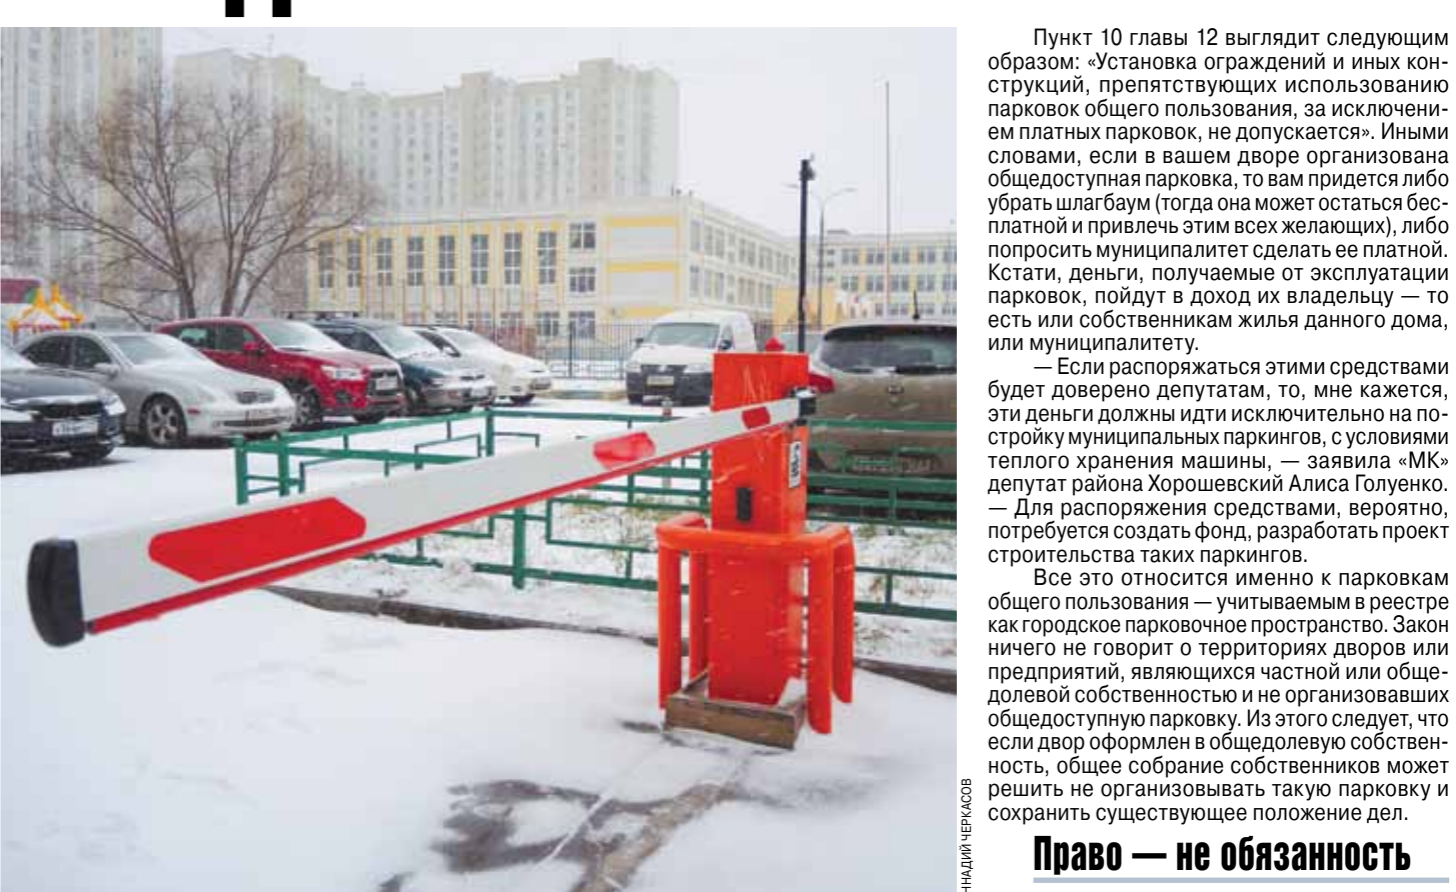 Пункт 10 главы 12 выглядит следующим
образом: «Установка ограждений и иных кон-
струкций, препятствующих использованию
парковок общего пользования, за исключени-
ем платных парковок, не допускается». Иными
словами, если в вашем дворе организована
общедоступная парковка, то вам придется либо
убрать шлагбаум (тогда она может остаться бес-
платной и привлечь этим всех желающих), либо
попросить муниципалитет сделать ее платной.
Кстати, деньги, получаемые от эксплуатации
парковок, пойдут в доход их владельцу — то
есть или собственникам жилья данного дома,
или муниципалитету.
— Если распоряжаться этими средствами
будет доверено депутатам, то, мне кажется,
эти деньги должны идти исключительно на по-
стройку муниципальных паркингов, с условиями
теплого хранения машины, — заявила «МК»
депутат района Хорошевский Алиса Голуенко.
— Для распоряжения средствами, вероятно,
потребуется создать фонд, разработать проект
строительства таких паркингов.
Все это относится именно к парковкам
общего пользования — учитываемым в реестре
как городское парковочное пространство. Закон
ничего не говорит о территориях дворов или
предприятий, являющихся частной или обще-
долевой собственностью и не организовавших
общедоступную парковку. Из этого следует, что
если двор оформлен в общедолевую собствен-
ность, общее собрание собственников может
решить не организовывать такую парковку и
сохранить существующее положение дел.
Право — не обязанность
ННАДИЙ ЧЕРКАСОВ